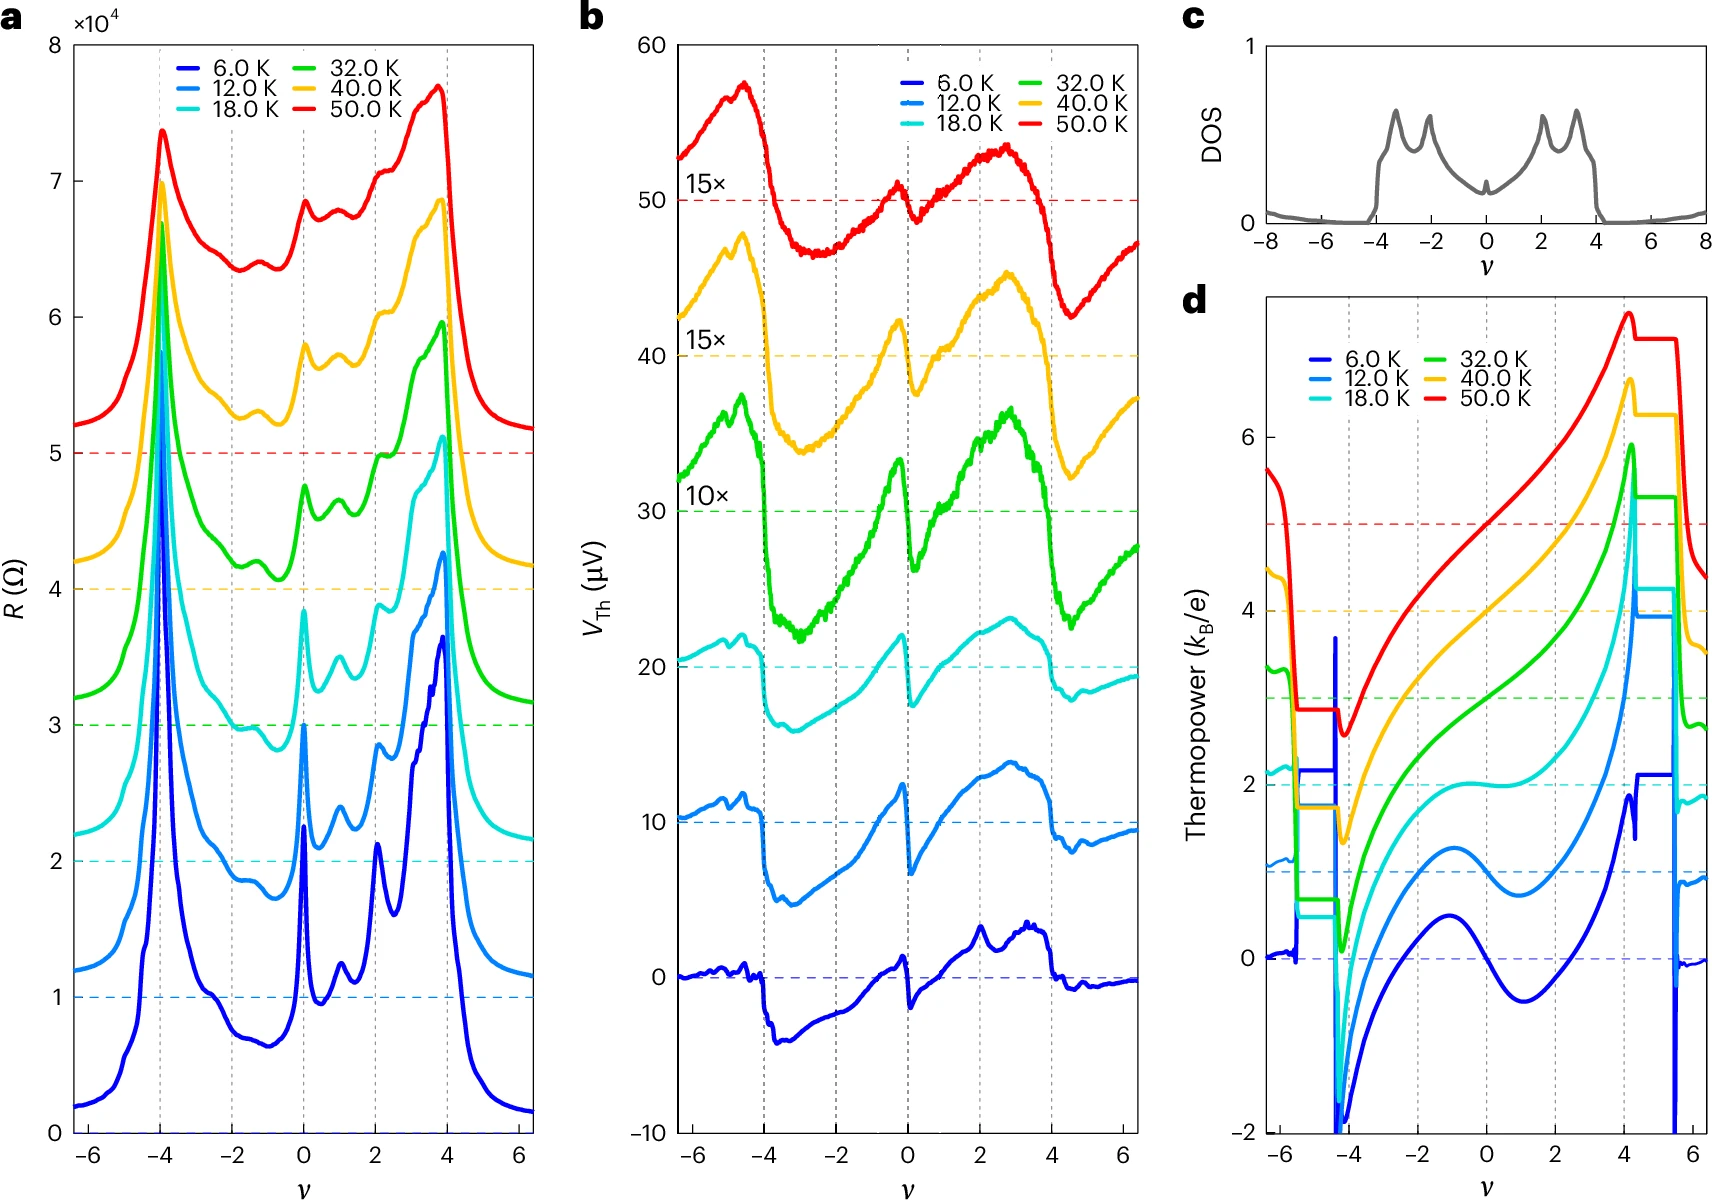 a
×10⁴
8
7
6
5
4
3
2
1
0
R (Ω)
6.0 K
12.0 K
18.0 K
32.0 K
40.0 K
50.0 K
−6
−4
−2
0
2
4
6
ν
b
60
50
40
30
20
10
0
−10
V_Th (μV)
6.0 K
12.0 K
18.0 K
32.0 K
40.0 K
50.0 K
15×
15×
10×
−6
−4
−2
0
2
4
6
ν
c
1
0
DOS
−8
−6
−4
−2
0
2
4
6
8
ν
d
6
4
2
0
−2
Thermopower (k_B/e)
6.0 K
12.0 K
18.0 K
32.0 K
40.0 K
50.0 K
−6
−4
−2
0
2
4
6
ν